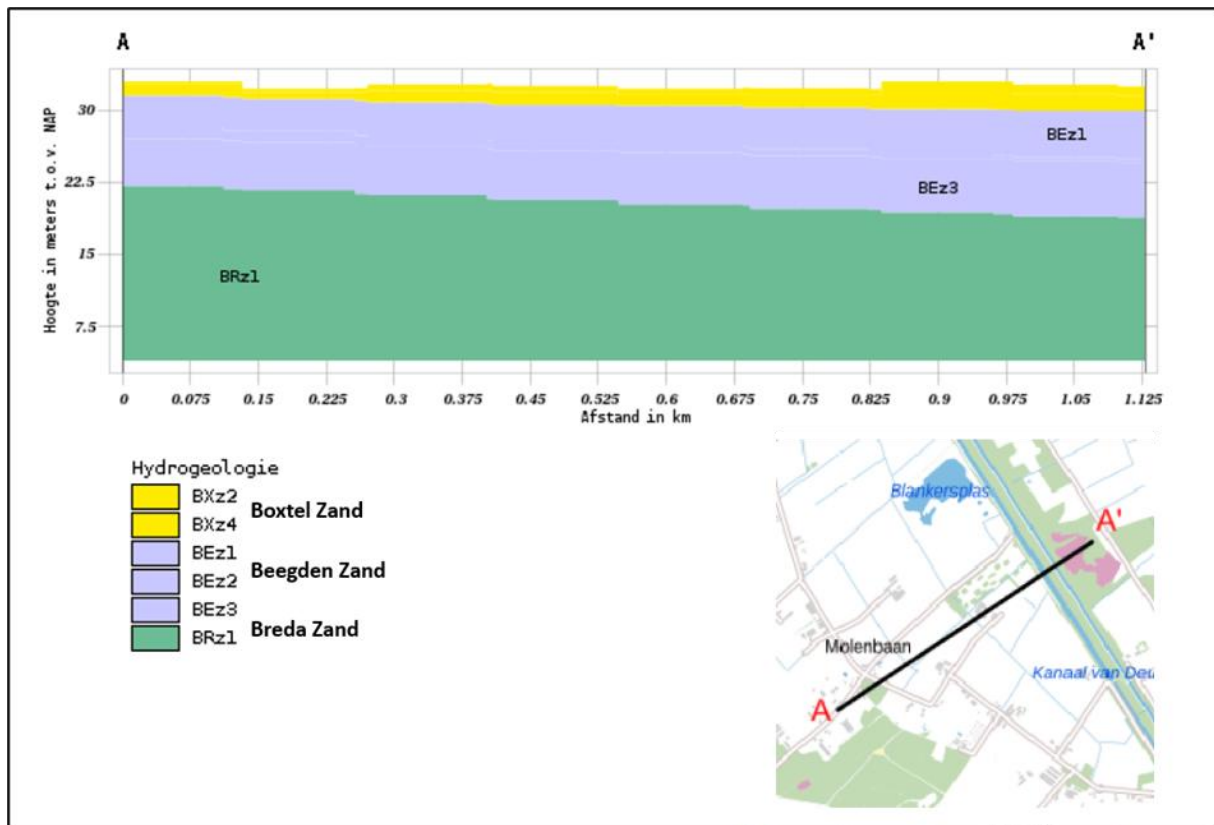 A
A'
Hoogte in meters t.o.v. NAP
30
22.5
15
7.5
BEz1
BEz3
BRz1
0 0.075 0.15 0.225 0.3 0.375 0.45 0.525 0.6 0.675 0.75 0.825 0.9 0.975 1.05 1.125
Afstand in km
Hydrogeologie
BXz2
BXz4
Boxtel Zand
BEz1
BEz2
BEz3
Beegden Zand
BRz1
Breda Zand
Blankersplas
A'
Molenbaan
Kanaal van Deu
A